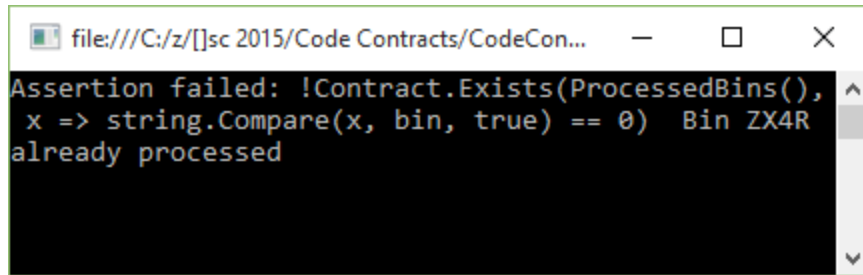 file:///C:/z/[]sc 2015/Code Contracts/CodeCon...
Assertion failed: !Contract.Exists(ProcessedBins(),
x => string.Compare(x, bin, true) == 0)  Bin ZX4R
already processed